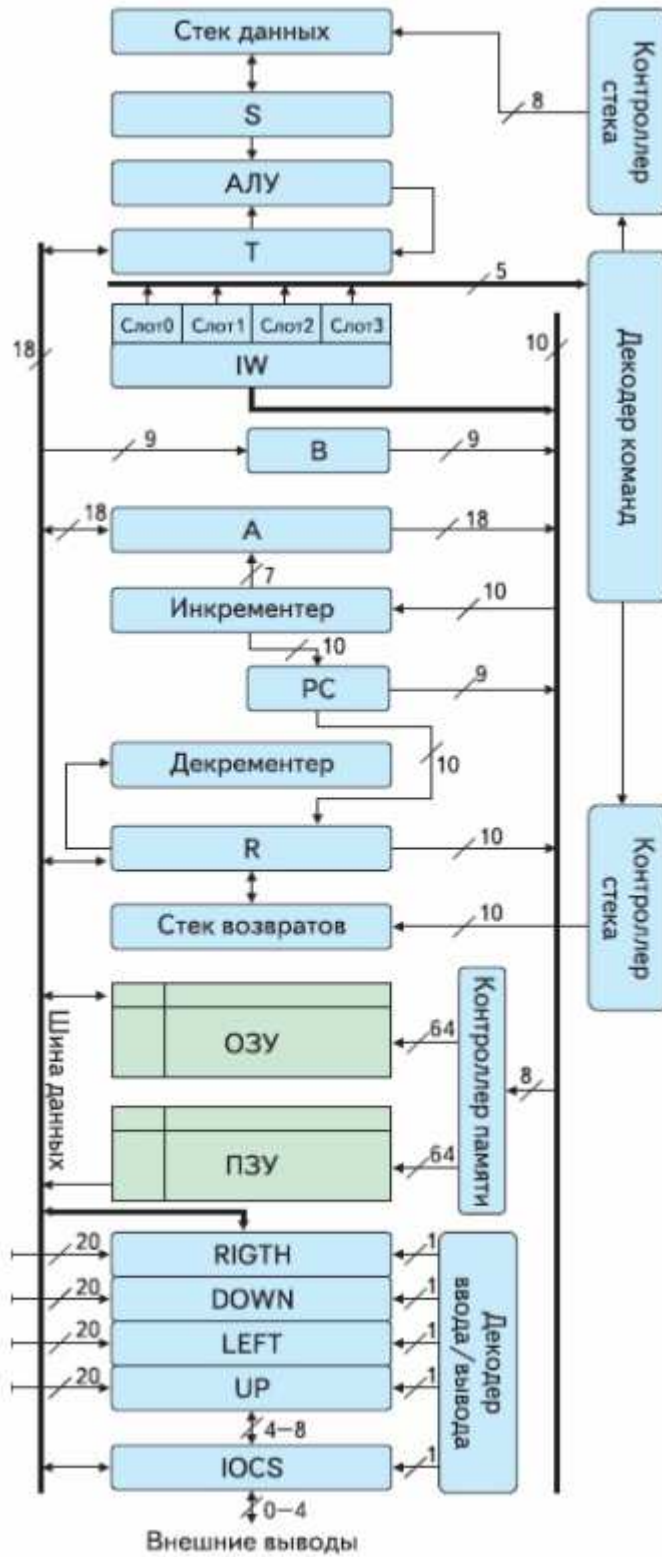 Стек данных
Контроллер
стека
8
S
АЛУ
T
5
Слот0 Слот1 Слот2 Слот3
IW
18
10
Декодер команд
9
B
9
18
A
18
7
Инкрементер
10
10
PC
9
10
Декрементер
R
10
Стек возвратов
10
Контроллер
стека
Шина данных
ОЗУ
64
Контроллер памяти
8
ПЗУ
64
20
RIGTH
1
20
DOWN
1
20
LEFT
1
20
UP
1
Декодер
ввода/вывода
4–8
IOCS
1
0–4
Внешние выводы